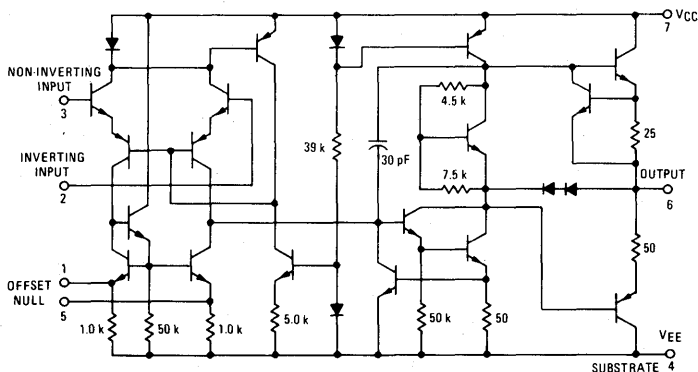 VCC
7
NON-INVERTING
INPUT
3
4.5 k
25
39 k
30 pF
7.5 k
INVERTING
INPUT
2
OUTPUT
6
50
1
OFFSET
NULL
5
1.0 k
50 k
1.0 k
5.0 k
50 k
50
VEE
4
SUBSTRATE